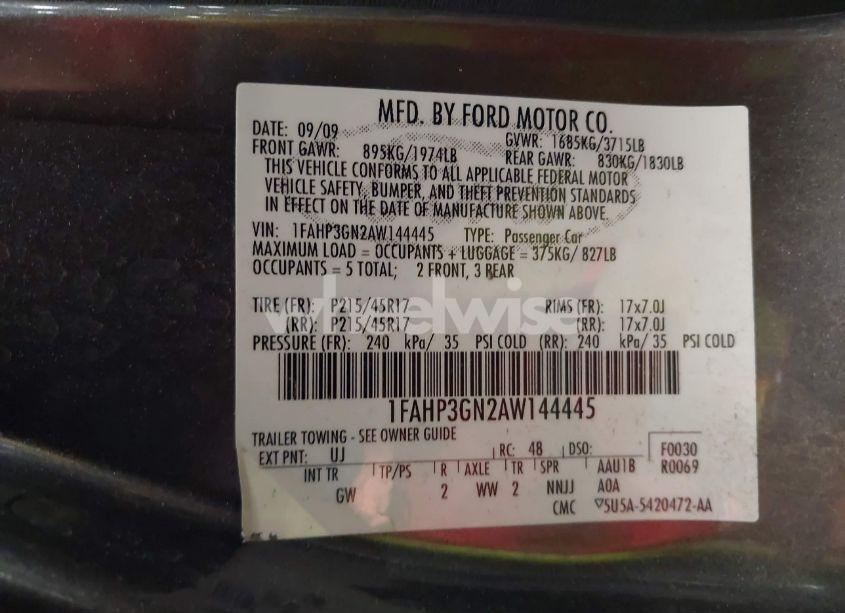 MFD. BY FORD MOTOR CO.
DATE: 09/09 GVWR: 1685KG/3715LB
FRONT GAWR: 895KG/1974LB REAR GAWR: 830KG/1830LB
THIS VEHICLE CONFORMS TO ALL APPLICABLE FEDERAL MOTOR
VEHICLE SAFETY, BUMPER, AND THEFT PREVENTION STANDARDS
IN EFFECT ON THE DATE OF MANUFACTURE SHOWN ABOVE.
VIN: 1FAHP3GN2AW144445 TYPE: Passenger Car
MAXIMUM LOAD = OCCUPANTS + LUGGAGE = 375KG/ 827LB
OCCUPANTS = 5 TOTAL; 2 FRONT, 3 REAR
TIRE (FR): P215/45R17 RIMS (FR): 17x7.0J
(RR): P215/45R17 (RR): 17x7.0J
wheelwise
PRESSURE (FR): 240 kPa/ 35 PSI COLD (RR): 240 kPa/ 35 PSI COLD
1FAHP3GN2AW144445
TRAILER TOWING - SEE OWNER GUIDE
EXT PNT: UJ RC: 48 DSO: F0030
INT TR TP/PS R AXLE TR SPR AAU1B R0069
GW 2 WW 2 NNJJ AOA
CMC 5U5A-5420472-AA